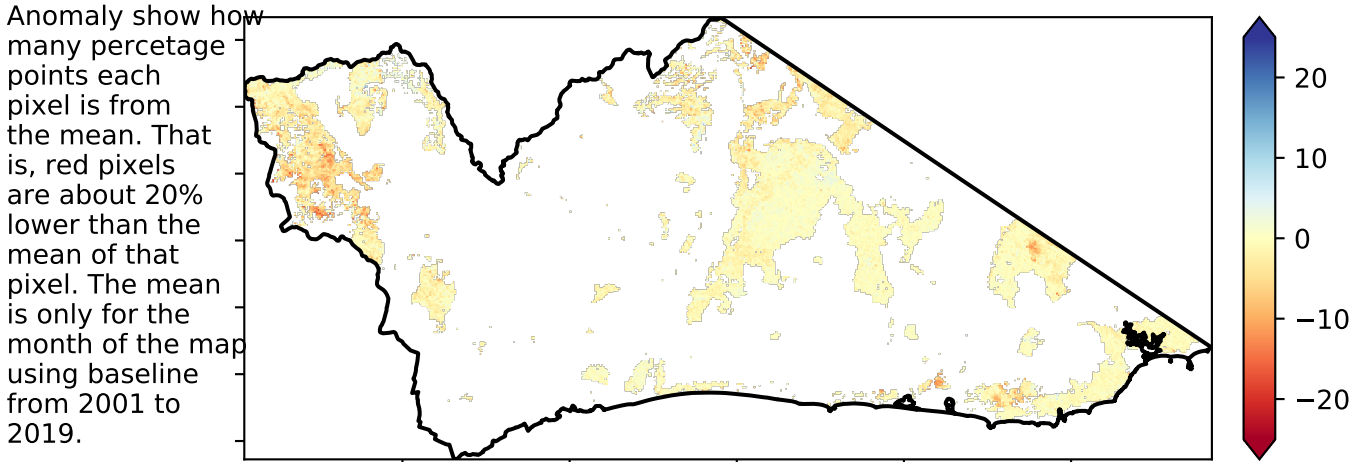 Anomaly show how
many percetage
points each
pixel is from
the mean. That
is, red pixels
are about 20%
lower than the
mean of that
pixel. The mean
is only for the
month of the map
using baseline
from 2001 to
2019.
20
10
0
−10
−20